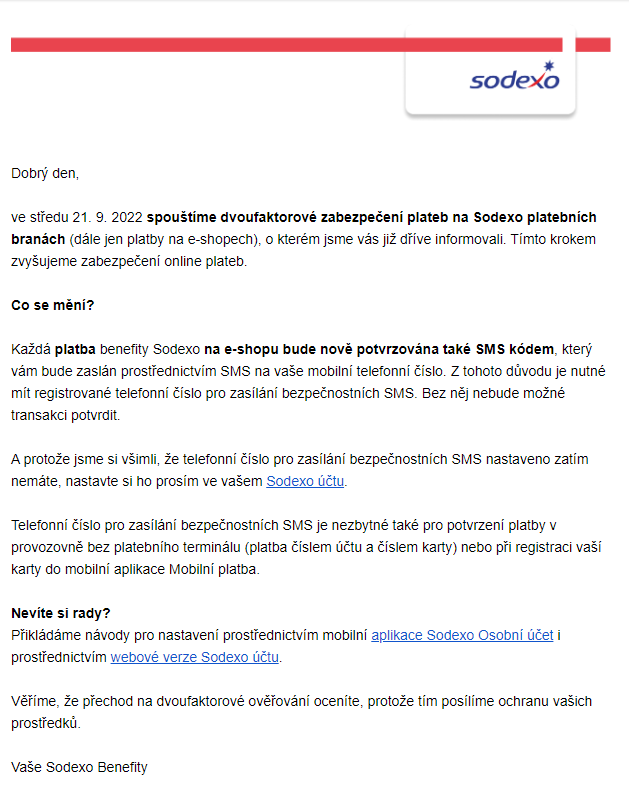 sodexo
Dobrý den,
ve středu 21. 9. 2022 spouštíme dvoufaktorové zabezpečení plateb na Sodexo platebních
branách (dále jen platby na e-shopech), o kterém jsme vás již dříve informovali. Tímto krokem
zvyšujeme zabezpečení online plateb.
Co se mění?
Každá platba benefity Sodexo na e-shopu bude nově potvrzována také SMS kódem, který
vám bude zaslán prostřednictvím SMS na vaše mobilní telefonní číslo. Z tohoto důvodu je nutné
mít registrované telefonní číslo pro zasílání bezpečnostních SMS. Bez něj nebude možné
transakci potvrdit.
A protože jsme si všimli, že telefonní číslo pro zasílání bezpečnostních SMS nastaveno zatím
nemáte, nastavte si ho prosím ve vašem Sodexo účtu.
Telefonní číslo pro zasílání bezpečnostních SMS je nezbytné také pro potvrzení platby v
provozovně bez platebního terminálu (platba číslem účtu a číslem karty) nebo při registraci vaší
karty do mobilní aplikace Mobilní platba.
Nevíte si rady?
Přikládáme návody pro nastavení prostřednictvím mobilní aplikace Sodexo Osobní účet i
prostřednictvím webové verze Sodexo účtu.
Věříme, že přechod na dvoufaktorové ověřování oceníte, protože tím posílíme ochranu vašich
prostředků.
Vaše Sodexo Benefity